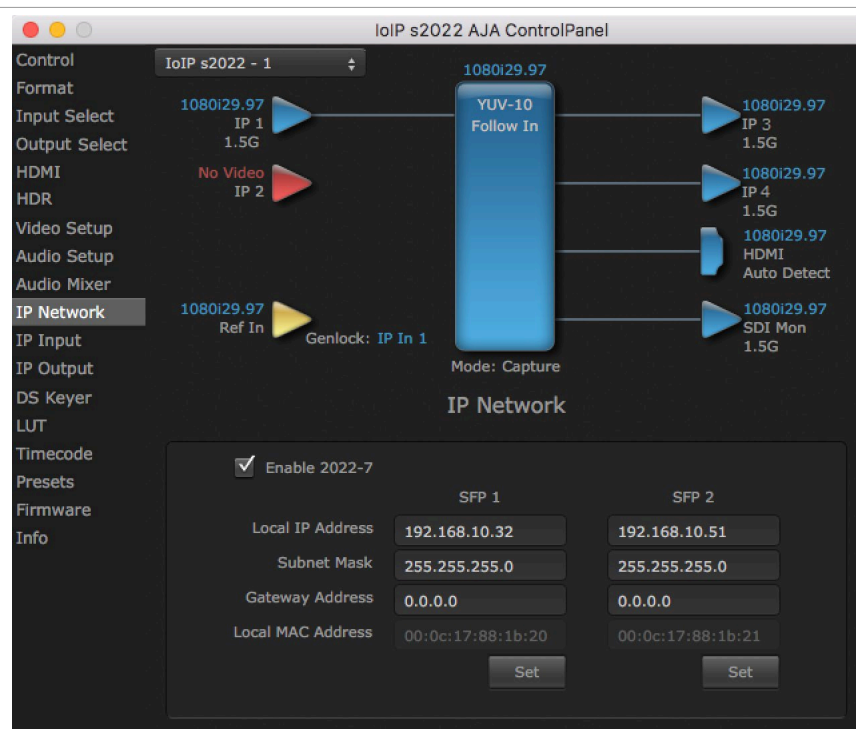 IoIP s2022 AJA ControlPanel
Control
Format
Input Select
Output Select
HDMI
HDR
Video Setup
Audio Setup
Audio Mixer
IP Network
IP Input
IP Output
DS Keyer
LUT
Timecode
Presets
Firmware
Info
IoIP s2022 - 1
1080i29.97
1080i29.97
IP 1
1.5G
No Video
IP 2
1080i29.97
Ref In
Genlock: IP In 1
YUV-10
Follow In
Mode: Capture
1080i29.97
IP 3
1.5G
1080i29.97
IP 4
1.5G
1080i29.97
HDMI
Auto Detect
1080i29.97
SDI Mon
1.5G
IP Network
Enable 2022-7
SFP 1 SFP 2
Local IP Address 192.168.10.32 192.168.10.51
Subnet Mask 255.255.255.0 255.255.255.0
Gateway Address 0.0.0.0 0.0.0.0
Local MAC Address 00:0c:17:88:1b:20 00:0c:17:88:1b:21
Set Set